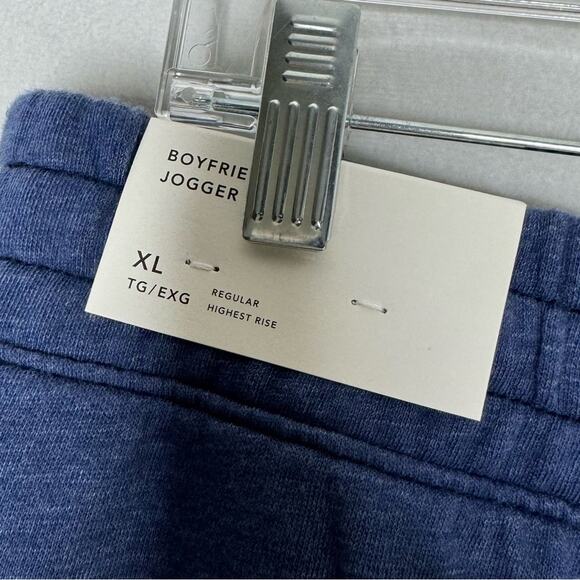 BOYFRIE
JOGGER
XL
TG/EXG
REGULAR
HIGHEST RISE